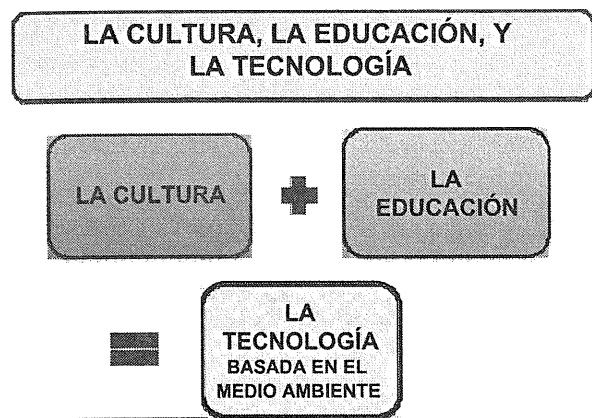 LA CULTURA, LA EDUCACIÓN, Y
LA TECNOLOGÍA
LA CULTURA
+
LA
EDUCACIÓN
=
LA
TECNOLOGÍA
BASADA EN EL
MEDIO AMBIENTE